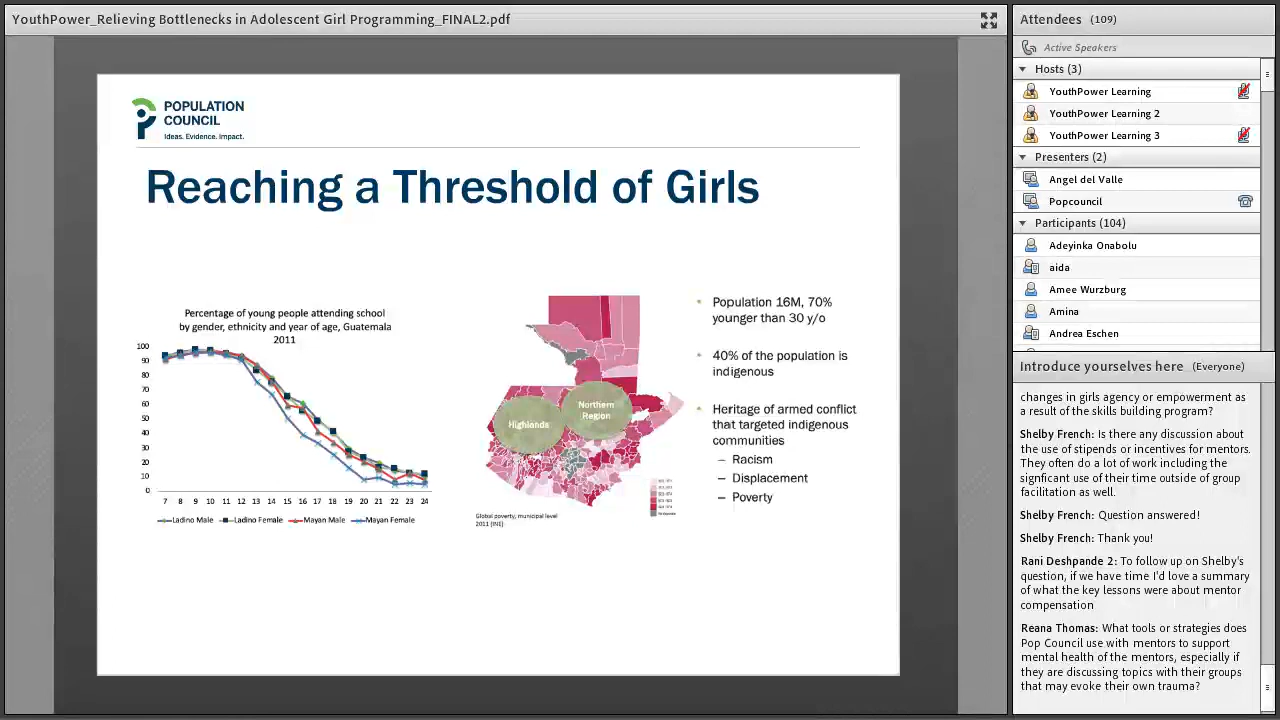 YouthPower_Relieving Bottlenecks in Adolescent Girl Programming_FINAL2.pdf
POPULATION
COUNCIL
Ideas. Evidence. Impact.
Reaching a Threshold of Girls
Percentage of young people attending school
by gender, ethnicity and year of age, Guatemala
2011
100
90
80
70
60
50
40
30
20
10
0
7 8 9 10 11 12 13 14 15 16 17 18 19 20 21 22 23 24
Ladino Male Ladino Female Mayan Male Mayan Female
Highlands
Northern
Region
Global poverty, municipal level
2011 (INE)
• Population 16M, 70%
younger than 30 y/o
• 40% of the population is
indigenous
• Heritage of armed conflict
that targeted indigenous
communities
– Racism
– Displacement
– Poverty
Attendees (109)
Active Speakers
Hosts (3)
YouthPower Learning
YouthPower Learning 2
YouthPower Learning 3
Presenters (2)
Angel del Valle
Popcouncil
Participants (104)
Adeyinka Onabolu
aida
Amee Wurzburg
Amina
Andrea Eschen
Introduce yourselves here (Everyone)
changes in girls agency or empowerment as
a result of the skills building program?
Shelby French: Is there any discussion about
the use of stipends or incentives for mentors.
They often do a lot of work including the
signficant use of their time outside of group
facilitation as well.
Shelby French: Question answered!
Shelby French: Thank you!
Rani Deshpande 2: To follow up on Shelby's
question, if we have time I'd love a summary
of what the key lessons were about mentor
compensation
Reana Thomas: What tools or strategies does
Pop Council use with mentors to support
mental health of the mentors, especially if
they are discussing topics with their groups
that may evoke their own trauma?